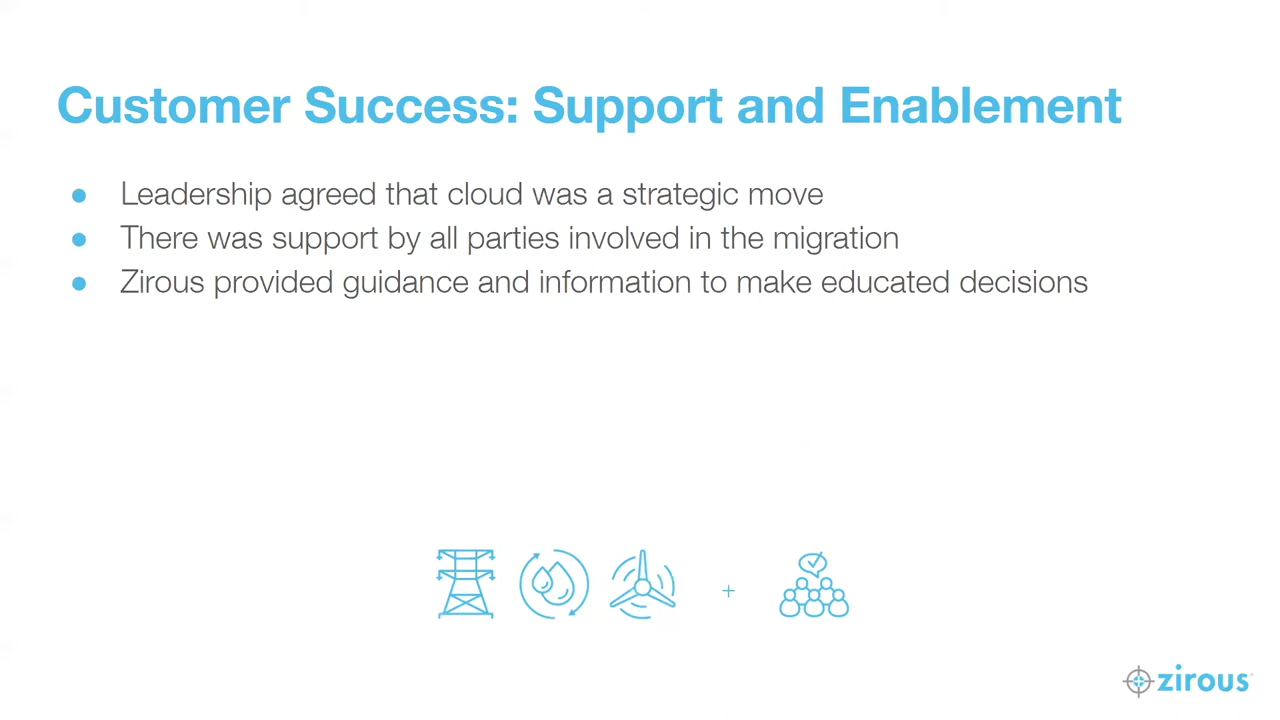 Customer Success: Support and Enablement
● Leadership agreed that cloud was a strategic move
● There was support by all parties involved in the migration
● Zirous provided guidance and information to make educated decisions
+
zirous